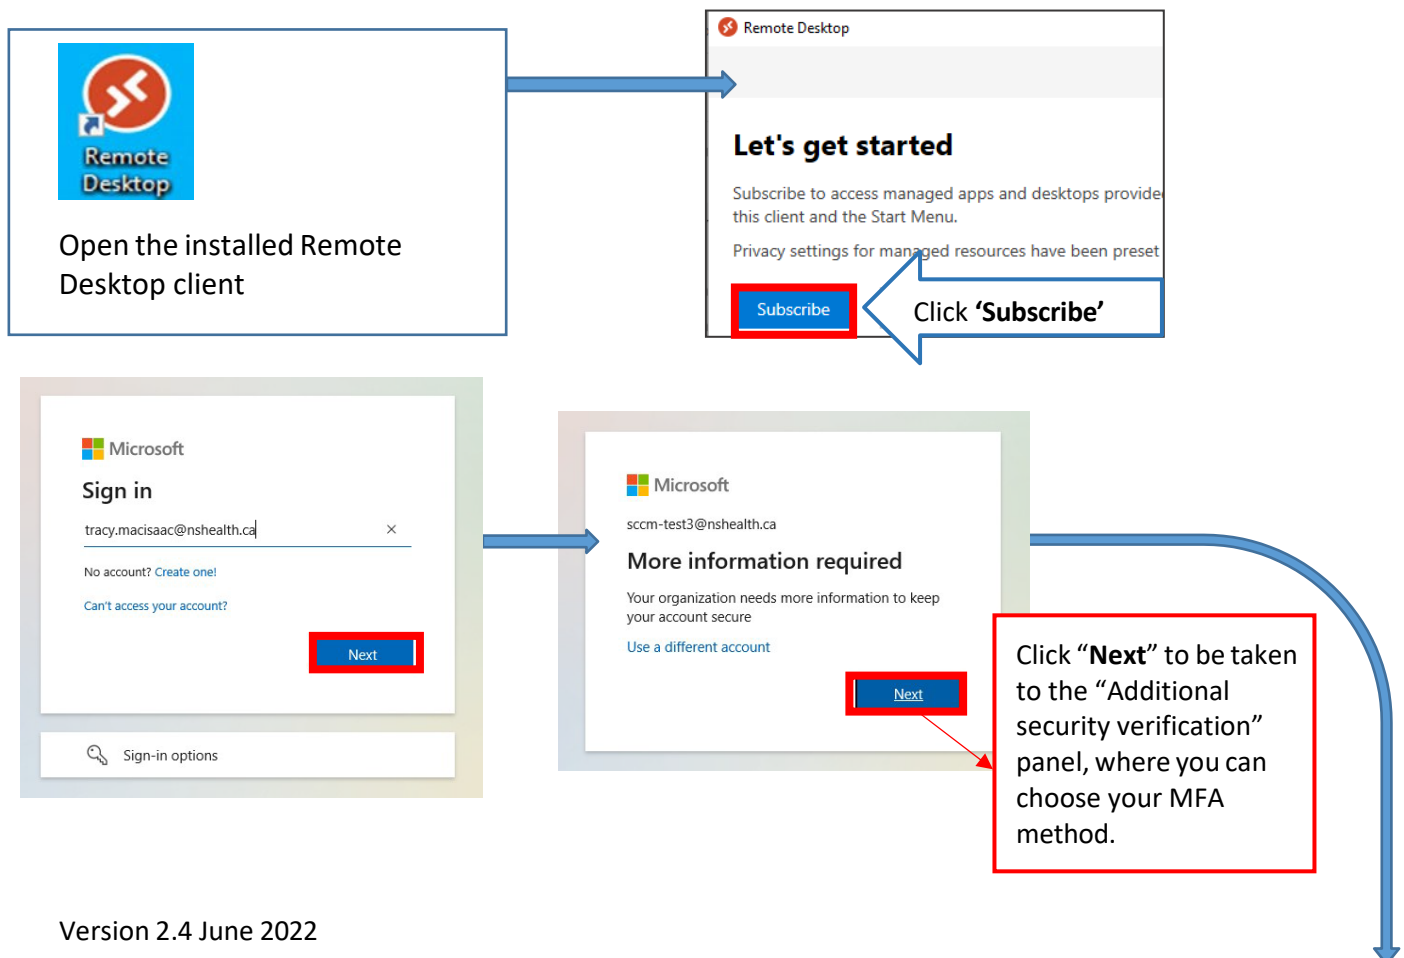 Remote
Desktop
Open the installed Remote
Desktop client
Remote Desktop
Let's get started
Subscribe to access managed apps and desktops provide
this client and the Start Menu.
Privacy settings for managed resources have been preset
Subscribe
Click ‘Subscribe’
Microsoft
Sign in
tracy.macisaac@nshealth.ca
No account? Create one!
Can't access your account?
Next
Sign-in options
Microsoft
sccm-test3@nshealth.ca
More information required
Your organization needs more information to keep
your account secure
Use a different account
Next
Click “Next” to be taken
to the “Additional
security verification”
panel, where you can
choose your MFA
method.
Version 2.4 June 2022